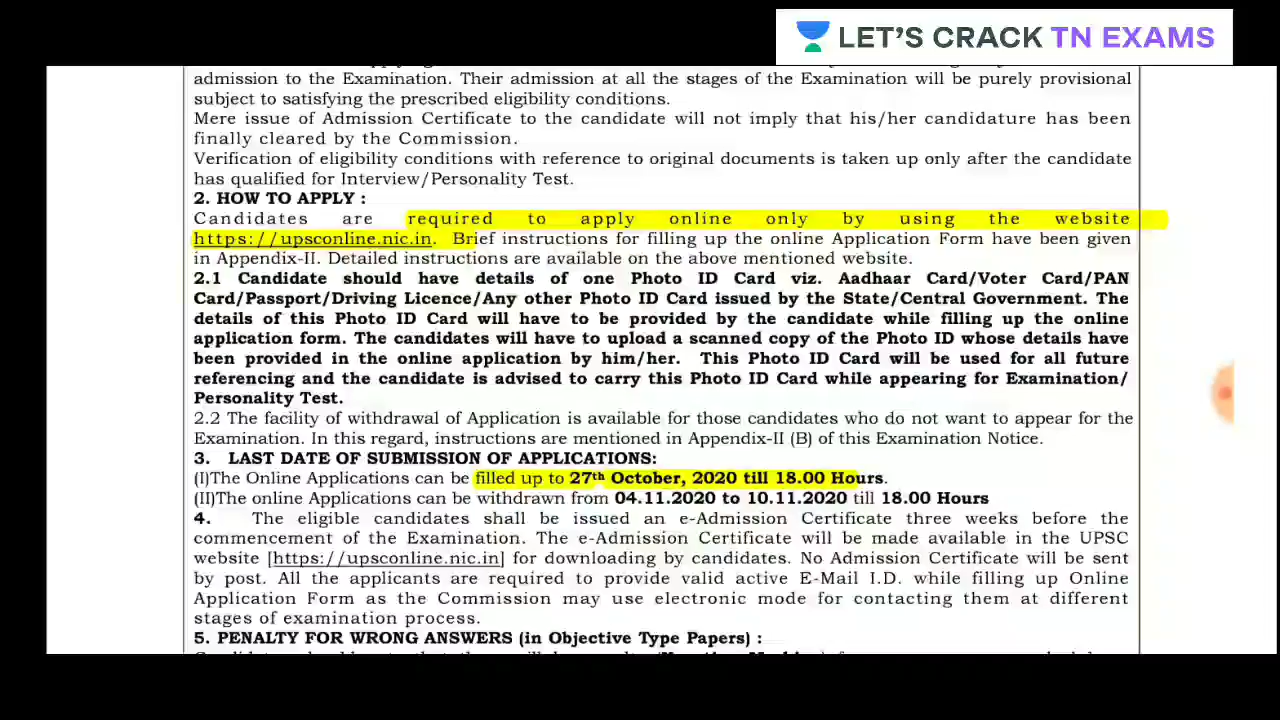 LET'S CRACK TN EXAMS
admission to the Examination. Their admission at all the stages of the Examination will be purely provisional
subject to satisfying the prescribed eligibility conditions.
Mere issue of Admission Certificate to the candidate will not imply that his/her candidature has been
finally cleared by the Commission.
Verification of eligibility conditions with reference to original documents is taken up only after the candidate
has qualified for Interview/Personality Test.
2. HOW TO APPLY :
Candidates are required to apply online only by using the website
https://upsconline.nic.in. Brief instructions for filling up the online Application Form have been given
in Appendix-II. Detailed instructions are available on the above mentioned website.
2.1 Candidate should have details of one Photo ID Card viz. Aadhaar Card/Voter Card/PAN
Card/Passport/Driving Licence/Any other Photo ID Card issued by the State/Central Government. The
details of this Photo ID Card will have to be provided by the candidate while filling up the online
application form. The candidates will have to upload a scanned copy of the Photo ID whose details have
been provided in the online application by him/her. This Photo ID Card will be used for all future
referencing and the candidate is advised to carry this Photo ID Card while appearing for Examination/
Personality Test.
2.2 The facility of withdrawal of Application is available for those candidates who do not want to appear for the
Examination. In this regard, instructions are mentioned in Appendix-II (B) of this Examination Notice.
3. LAST DATE OF SUBMISSION OF APPLICATIONS:
(I)The Online Applications can be filled up to 27th October, 2020 till 18.00 Hours.
(II)The online Applications can be withdrawn from 04.11.2020 to 10.11.2020 till 18.00 Hours
4. The eligible candidates shall be issued an e-Admission Certificate three weeks before the
commencement of the Examination. The e-Admission Certificate will be made available in the UPSC
website [https://upsconline.nic.in] for downloading by candidates. No Admission Certificate will be sent
by post. All the applicants are required to provide valid active E-Mail I.D. while filling up Online
Application Form as the Commission may use electronic mode for contacting them at different
stages of examination process.
5. PENALTY FOR WRONG ANSWERS (in Objective Type Papers) :